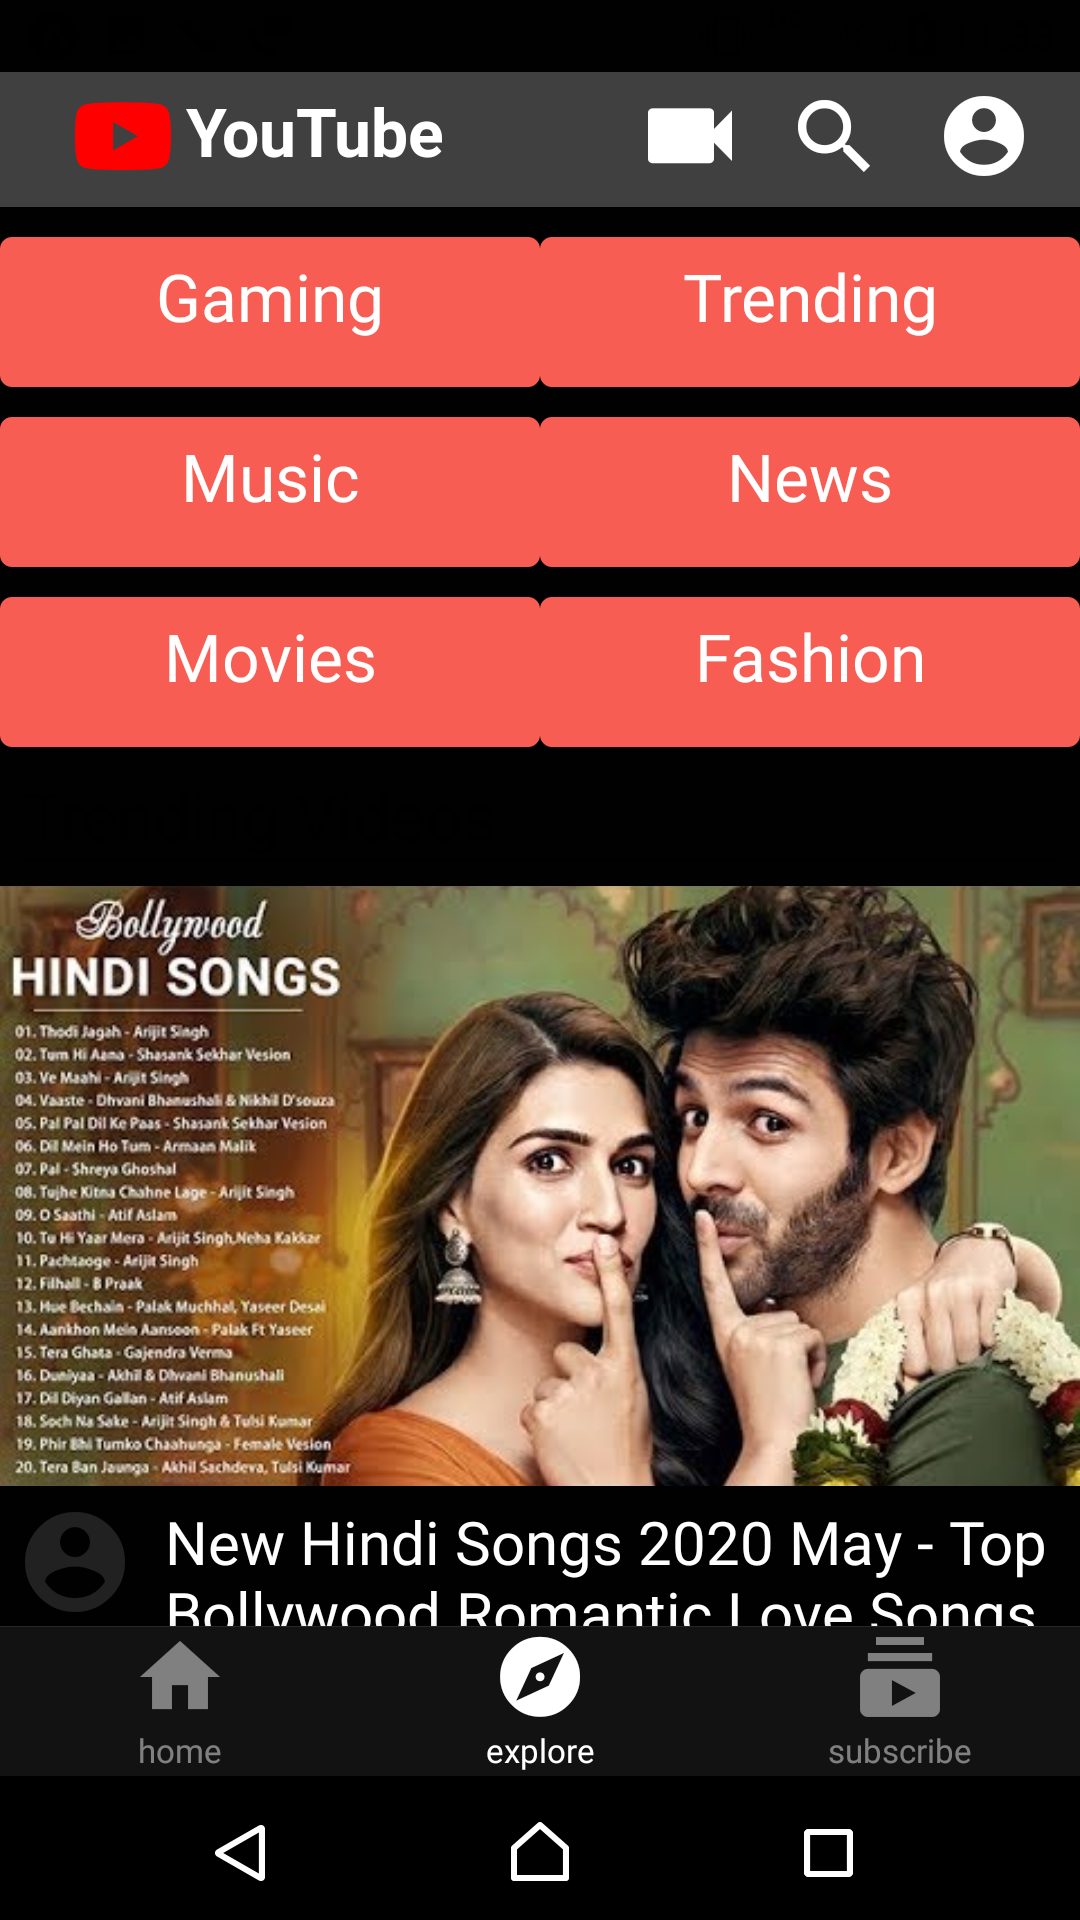 YouTube
Gaming
Trending
Music
News
Movies
Fashion
Trending Videos
Bollywood
HINDI SONGS
01. Thodi Jagah - Arijit Singh
02. Tum Hi Aana - Shasank Sekhar Vesion
03. Ve Maahi - Arijit Singh
04. Vaaste - Dhvani Bhanushali & Nikhil D'souza
05. Pal Pal Dil Ke Paas - Shasank Sekhar Vesion
06. Dil Mein Ho Tum - Armaan Malik
07. Pal - Shreya Ghoshal
08. Tujhe Kitna Chahne Lage - Arijit Singh
09. O Saathi - Atif Aslam
10. Tu Hi Yaar Mera - Arijit Singh,Neha Kakkar
11. Pachtaoge - Arijit Singh
12. Filhall - B Praak
13. Hue Bechain - Palak Muchhal, Yaseer Desai
14. Aankhon Mein Aansoon - Palak Ft Yaseer
15. Tera Ghata - Gajendra Verma
16. Duniyaa - Akhil & Dhvani Bhanushali
17. Dil Diyan Gallan - Atif Aslam
18. Soch Na Sake - Arijit Singh & Tulsi Kumar
19. Phir Bhi Tumko Chaahunga - Female Vesion
20. Tera Ban Jaunga - Akhil Sachdeva, Tulsi Kumar
New Hindi Songs 2020 May - Top
Bollywood Romantic Love Songs
home
explore
subscribe